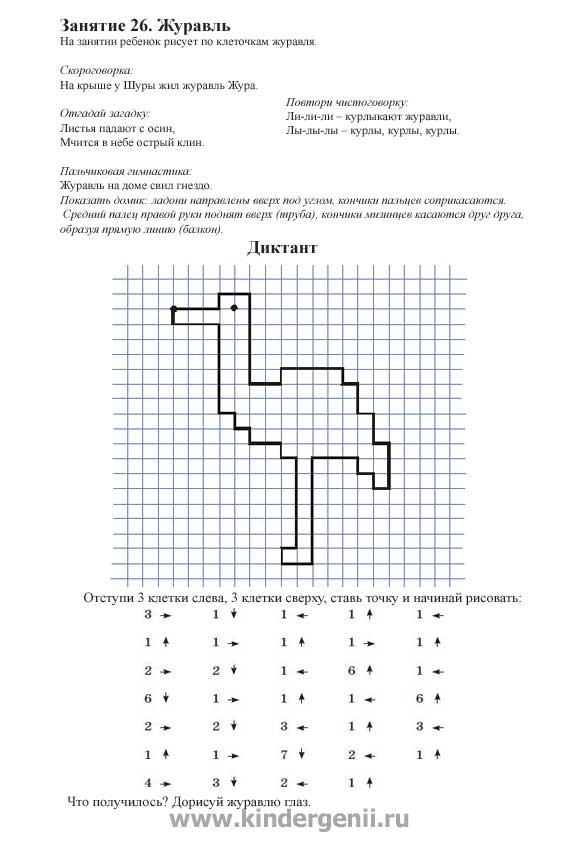 Занятие 26. Журавль
На занятии ребенок рисует по клеточкам журавля.
Скороговорка:
На крыше у Шуры жил журавль Жура.
Отгадай загадку:
Листья падают с осин,
Мчится в небе острый клин.
Повтори чистоговорку:
Ли-ли-ли – курлыкают журавли,
Лы-лы-лы – курлы, курлы, курлы.
Пальчиковая гимнастика:
Журавль на доме свил гнездо.
Показать домик: ладони направлены вверх под углом, кончики пальцев соприкасаются.
Средний палец правой руки поднят вверх (труба), кончики мизинцев касаются друг друга,
образуя прямую линию (балкон).
Диктант
Отступи 3 клетки слева, 3 клетки сверху, ставь точку и начинай рисовать:
3 → 1 ↓ 1 ← 1 ↑ 1 ←
1 ↑ 1 → 1 ↑ 1 → 1 ↑
2 → 2 ↓ 1 ← 6 ↑ 1 ←
6 ↓ 1 → 1 ↑ 1 ← 6 ↑
2 → 2 ↓ 3 ← 1 ↑ 3 ←
1 ↑ 1 → 7 ↓ 2 ← 1 ↑
4 → 3 ↓ 2 ← 1 ↑
Что получилось? Дорисуй журавлю глаз.
www.kindergenii.ru